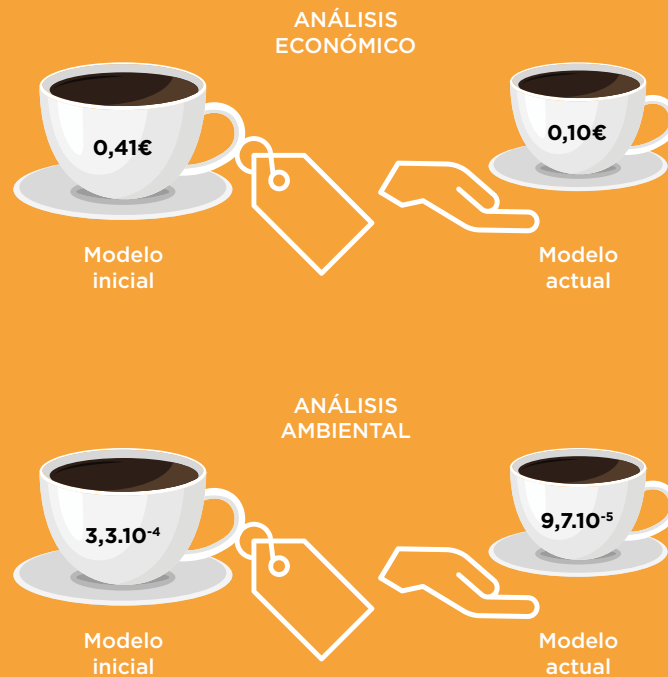 ANÁLISIS
ECONÓMICO
0,41€
0,10€
Modelo
inicial
Modelo
actual
ANÁLISIS
AMBIENTAL
3,3.10⁻⁴
9,7.10⁻⁵
Modelo
inicial
Modelo
actual